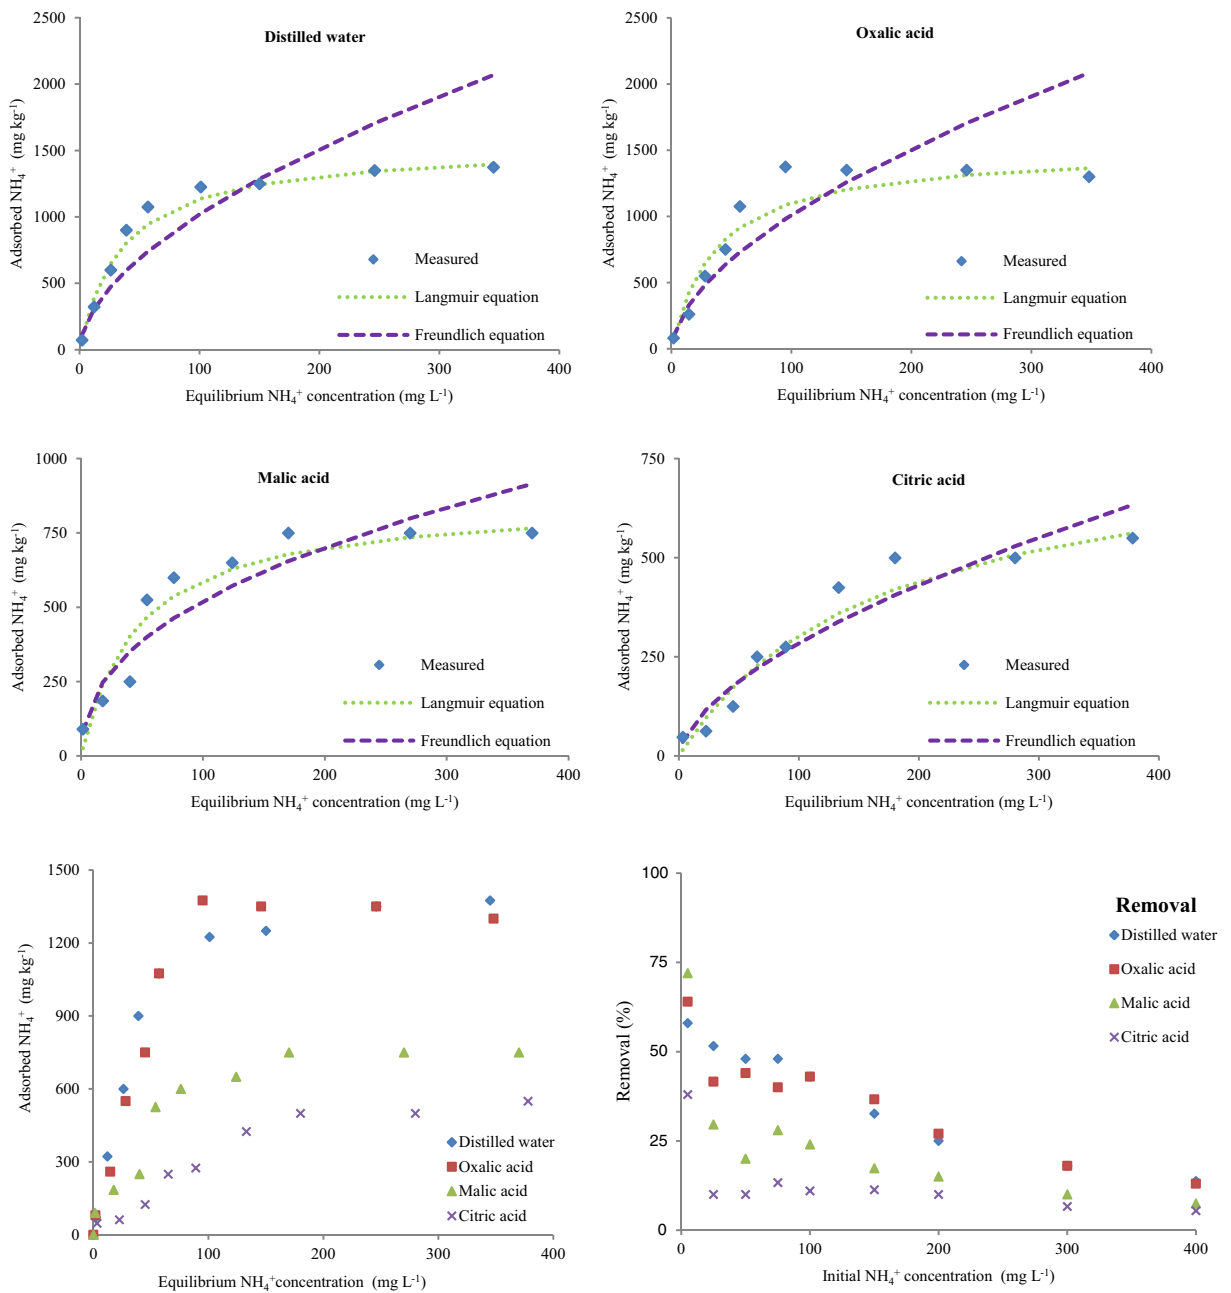 Distilled water
2500
2000
1500
1000
500
0
Adsorbed NH₄⁺ (mg kg⁻¹)
Measured
Langmuir equation
Freundlich equation
0 100 200 300 400
Equilibrium NH₄⁺ concentration (mg L⁻¹)
Oxalic acid
2500
2000
1500
1000
500
0
Adsorbed NH₄⁺ (mg kg⁻¹)
Measured
Langmuir equation
Freundlich equation
0 100 200 300 400
Equilibrium NH₄⁺ concentration (mg L⁻¹)
Malic acid
1000
750
500
250
0
Adsorbed NH₄⁺ (mg kg⁻¹)
Measured
Langmuir equation
Freundlich equation
0 100 200 300 400
Equilibrium NH₄⁺ concentration (mg L⁻¹)
Citric acid
750
500
250
0
Adsorbed NH₄⁺ (mg kg⁻¹)
Measured
Langmuir equation
Freundlich equation
0 100 200 300 400
Equilibrium NH₄⁺ concentration (mg L⁻¹)
1500
1200
900
600
300
0
Adsorbed NH₄⁺ (mg kg⁻¹)
Distilled water
Oxalic acid
Malic acid
Citric acid
0 100 200 300 400
Equilibrium NH₄⁺concentration (mg L⁻¹)
100
75
50
25
0
Removal (%)
Removal
Distilled water
Oxalic acid
Malic acid
Citric acid
0 100 200 300 400
Initial NH₄⁺ concentration (mg L⁻¹)